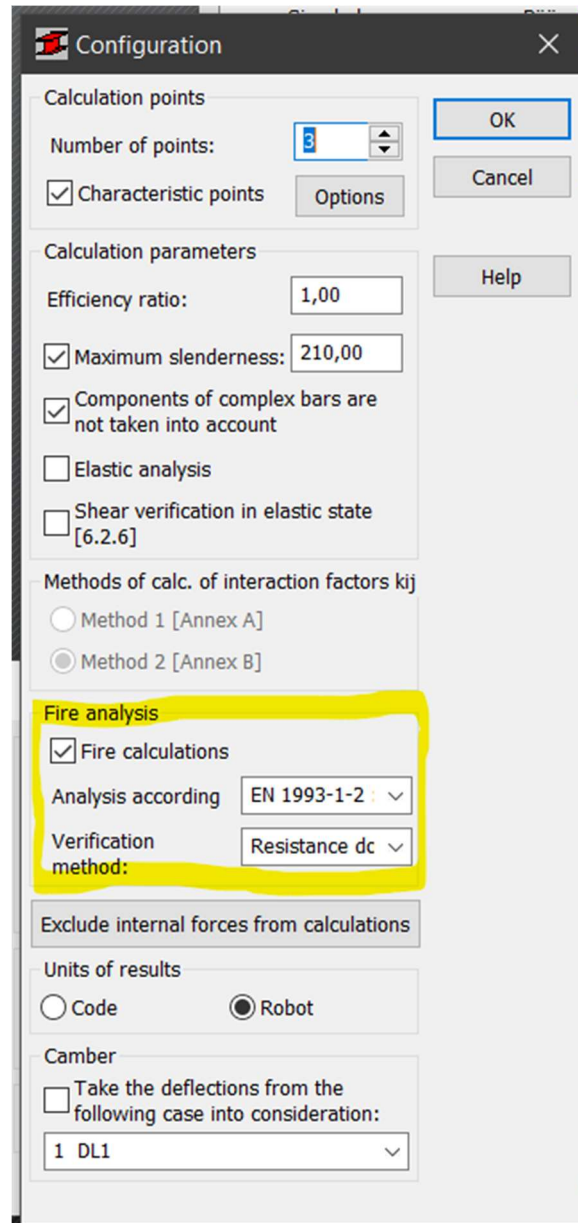 Configuration
Calculation points
OK
Number of points:
3
Cancel
Characteristic points
Options
Calculation parameters
Help
Efficiency ratio:
1,00
Maximum slenderness:
210,00
Components of complex bars are
not taken into account
Elastic analysis
Shear verification in elastic state
[6.2.6]
Methods of calc. of interaction factors kij
Method 1 [Annex A]
Method 2 [Annex B]
Fire analysis
Fire calculations
Analysis according
EN 1993-1-2
Verification
method:
Resistance dc
Exclude internal forces from calculations
Units of results
Code
Robot
Camber
Take the deflections from the
following case into consideration:
1 DL1